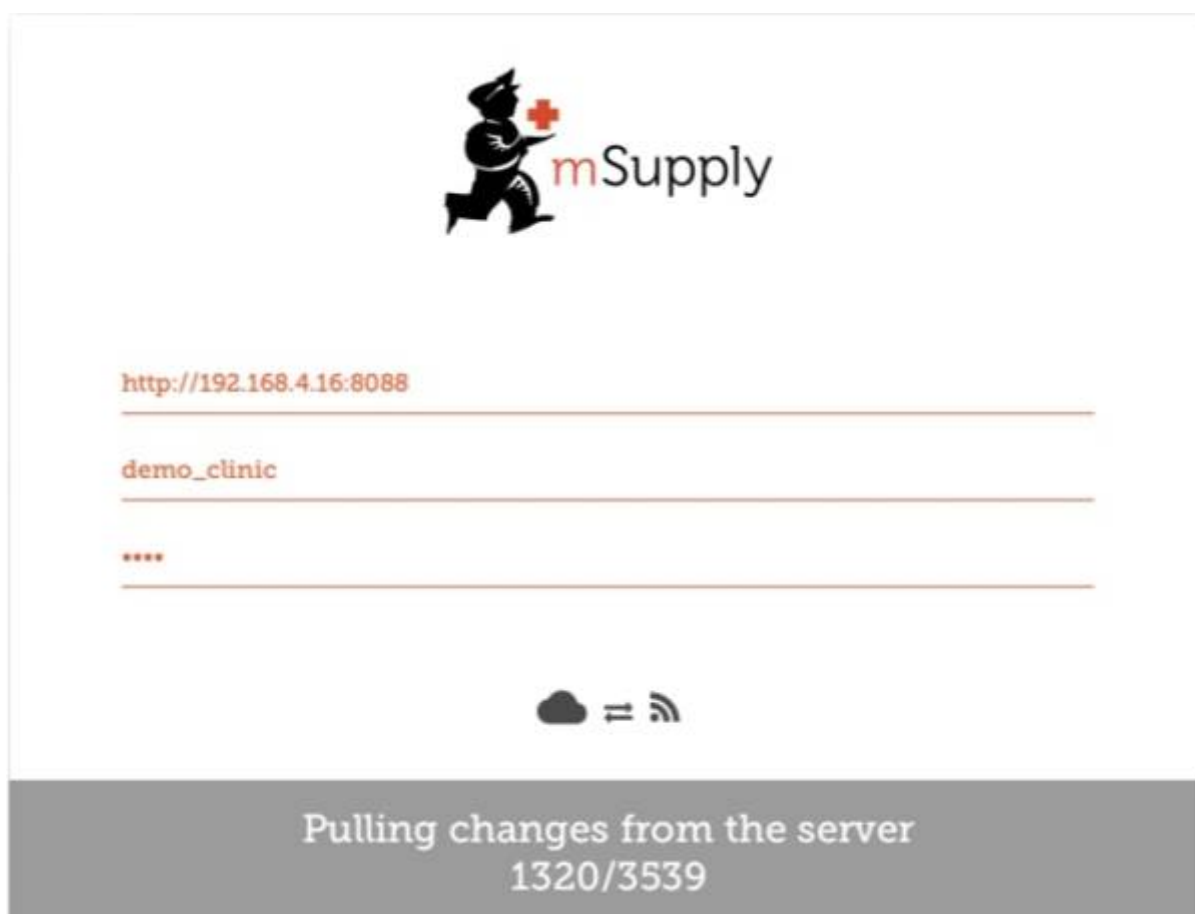 mSupply
http://192.168.4.16:8088
demo_clinic
••••
Pulling changes from the server
1320/3539